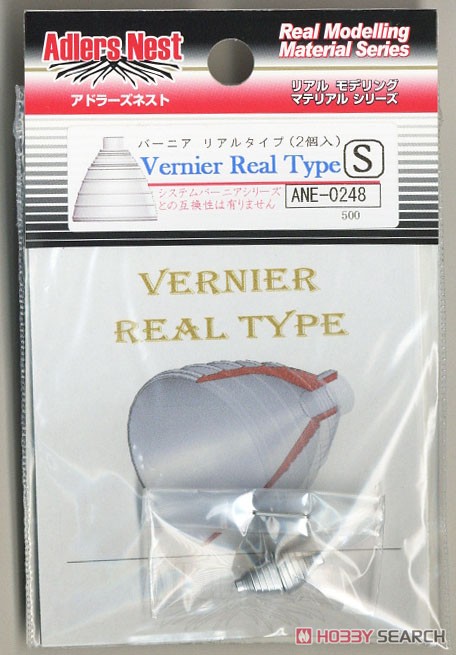 Adlers Nest
アドラーズネスト
Real Modelling
Material Series
リアル モデリング
マテリアル シリーズ
バーニア リアルタイプ(2個入)
Vernier Real Type S
システムバーニアシリーズ
との互換性は有りません
ANE-0248
500
VERNIER
REAL TYPE
HOBBY SEARCH